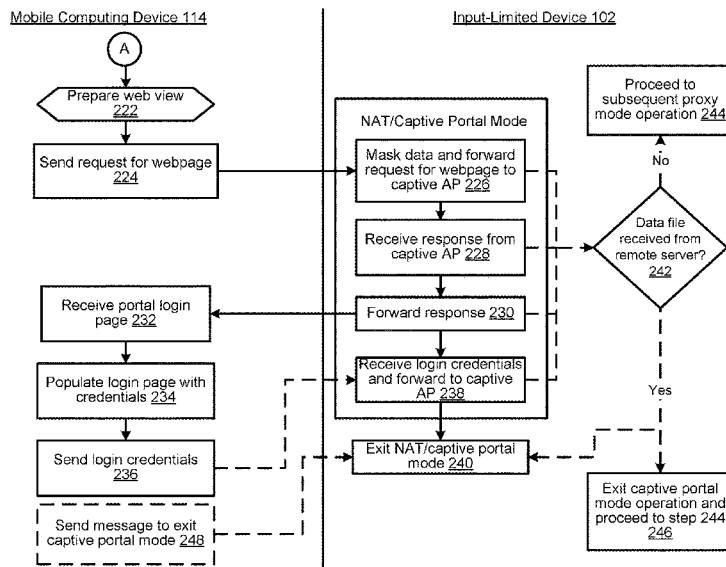 Mobile Computing Device 114
Input-Limited Device 102
A
Prepare web view
222
Send request for webpage
224
NAT/Captive Portal Mode
Mask data and forward
request for webpage to
captive AP 226
Receive response from
captive AP 228
Forward response 230
Receive login credentials
and forward to captive
AP 238
Exit NAT/captive portal
mode 240
Receive portal login
page 232
Populate login page with
credentials 234
Send login credentials
236
Send message to exit
captive portal mode 248
Proceed to
subsequent proxy
mode operation 244
No
Data file
received from
remote server?
242
Yes
Exit captive portal
mode operation and
proceed to step 244
246